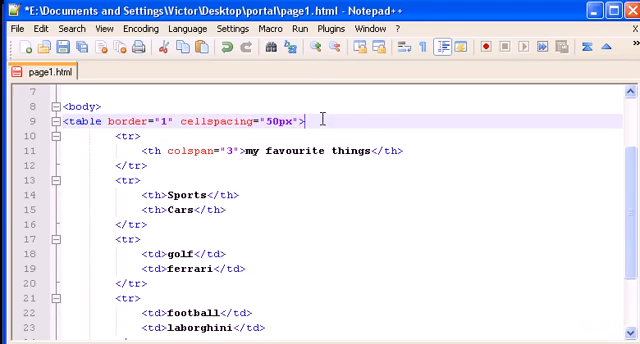 *E:\Documents and Settings\Victor\Desktop\portal\page1.html - Notepad++
File Edit Search View Encoding Language Settings Macro Run Plugins Window ? X
page1.html
7
8 <body>
9 <table border="1" cellspacing="50px">
10 <tr>
11 <th colspan="3">my favourite things</th>
12 </tr>
13 <tr>
14 <th>Sports</th>
15 <th>Cars</th>
16 </tr>
17 <tr>
18 <td>golf</td>
19 <td>ferrari</td>
20 </tr>
21 <tr>
22 <td>football</td>
23 <td>laborghini</td>